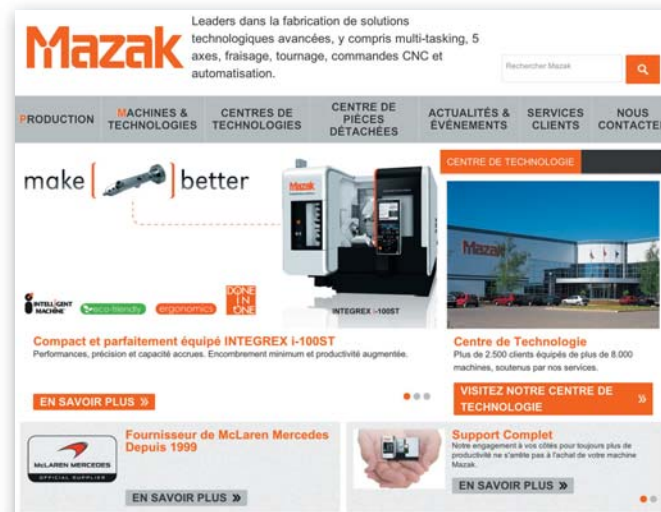 Mazak
Leaders dans la fabrication de solutions
technologiques avancées, y compris multi-tasking, 5
axes, fraisage, tournage, commandes CNC et
automatisation.
Rechercher Mazak
PRODUCTION
MACHINES &
TECHNOLOGIES
CENTRES DE
TECHNOLOGIES
CENTRE DE
PIÈCES
DÉTACHÉES
ACTUALITÉS &
ÉVÉNEMENTS
SERVICES
CLIENTS
NOUS
CONTACTER
make [ ] better
Mazak
INTELLIGENT
MACHINE
eco-friendly
ergonomics
DONE
IN
ONE
INTEGREX i-100ST
Compact et parfaitement équipé INTEGREX i-100ST
Performances, précision et capacité accrues. Encombrement minimum et productivité augmentée.
EN SAVOIR PLUS »
CENTRE DE TECHNOLOGIE
Mazak
Centre de Technologie
Plus de 2.500 clients équipés de plus de 8.000
machines, soutenus par nos services.
VISITEZ NOTRE CENTRE DE
TECHNOLOGIE »
McLAREN MERCEDES
OFFICIAL SUPPLIER
Fournisseur de McLaren Mercedes
Depuis 1999
EN SAVOIR PLUS »
Support Complet
Notre engagement à vos côtés pour toujours plus de
productivité ne s'arrête pas à l'achat de votre machine
Mazak.
EN SAVOIR PLUS »